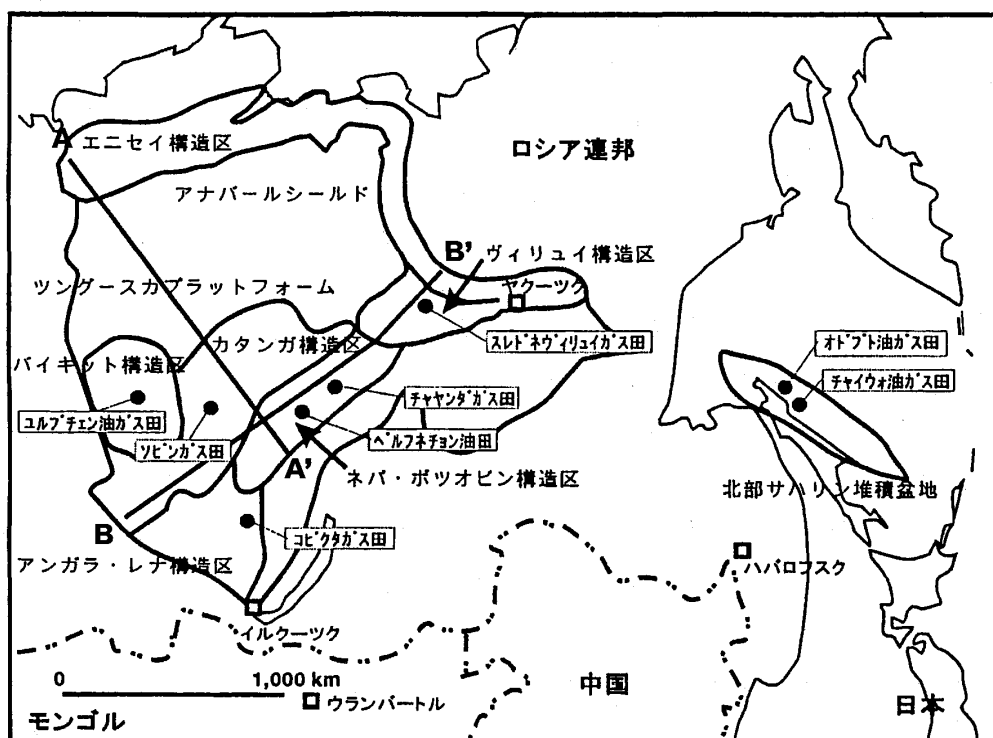 A エニセイ構造区
ロシア連邦
アナバールシールド
B'
ヴィリュイ構造区
ヤクーツク
ツングースカプラットフォーム
スレドネヴィリュイガス田
カタンガ構造区
オドプト油ガス田
バイキット構造区
チャイウォ油ガス田
チャヤンダガス田
ユルブチェン油ガス田
ベルフネチョン油田
ソビンガス田
A'
ネパ・ボツオビン構造区
北部サハリン堆積盆地
B
コビクタガス田
アンガラ・レナ構造区
ハバロフスク
イルクーツク
0 1,000 km
中国
ウランバートル
日本
モンゴル